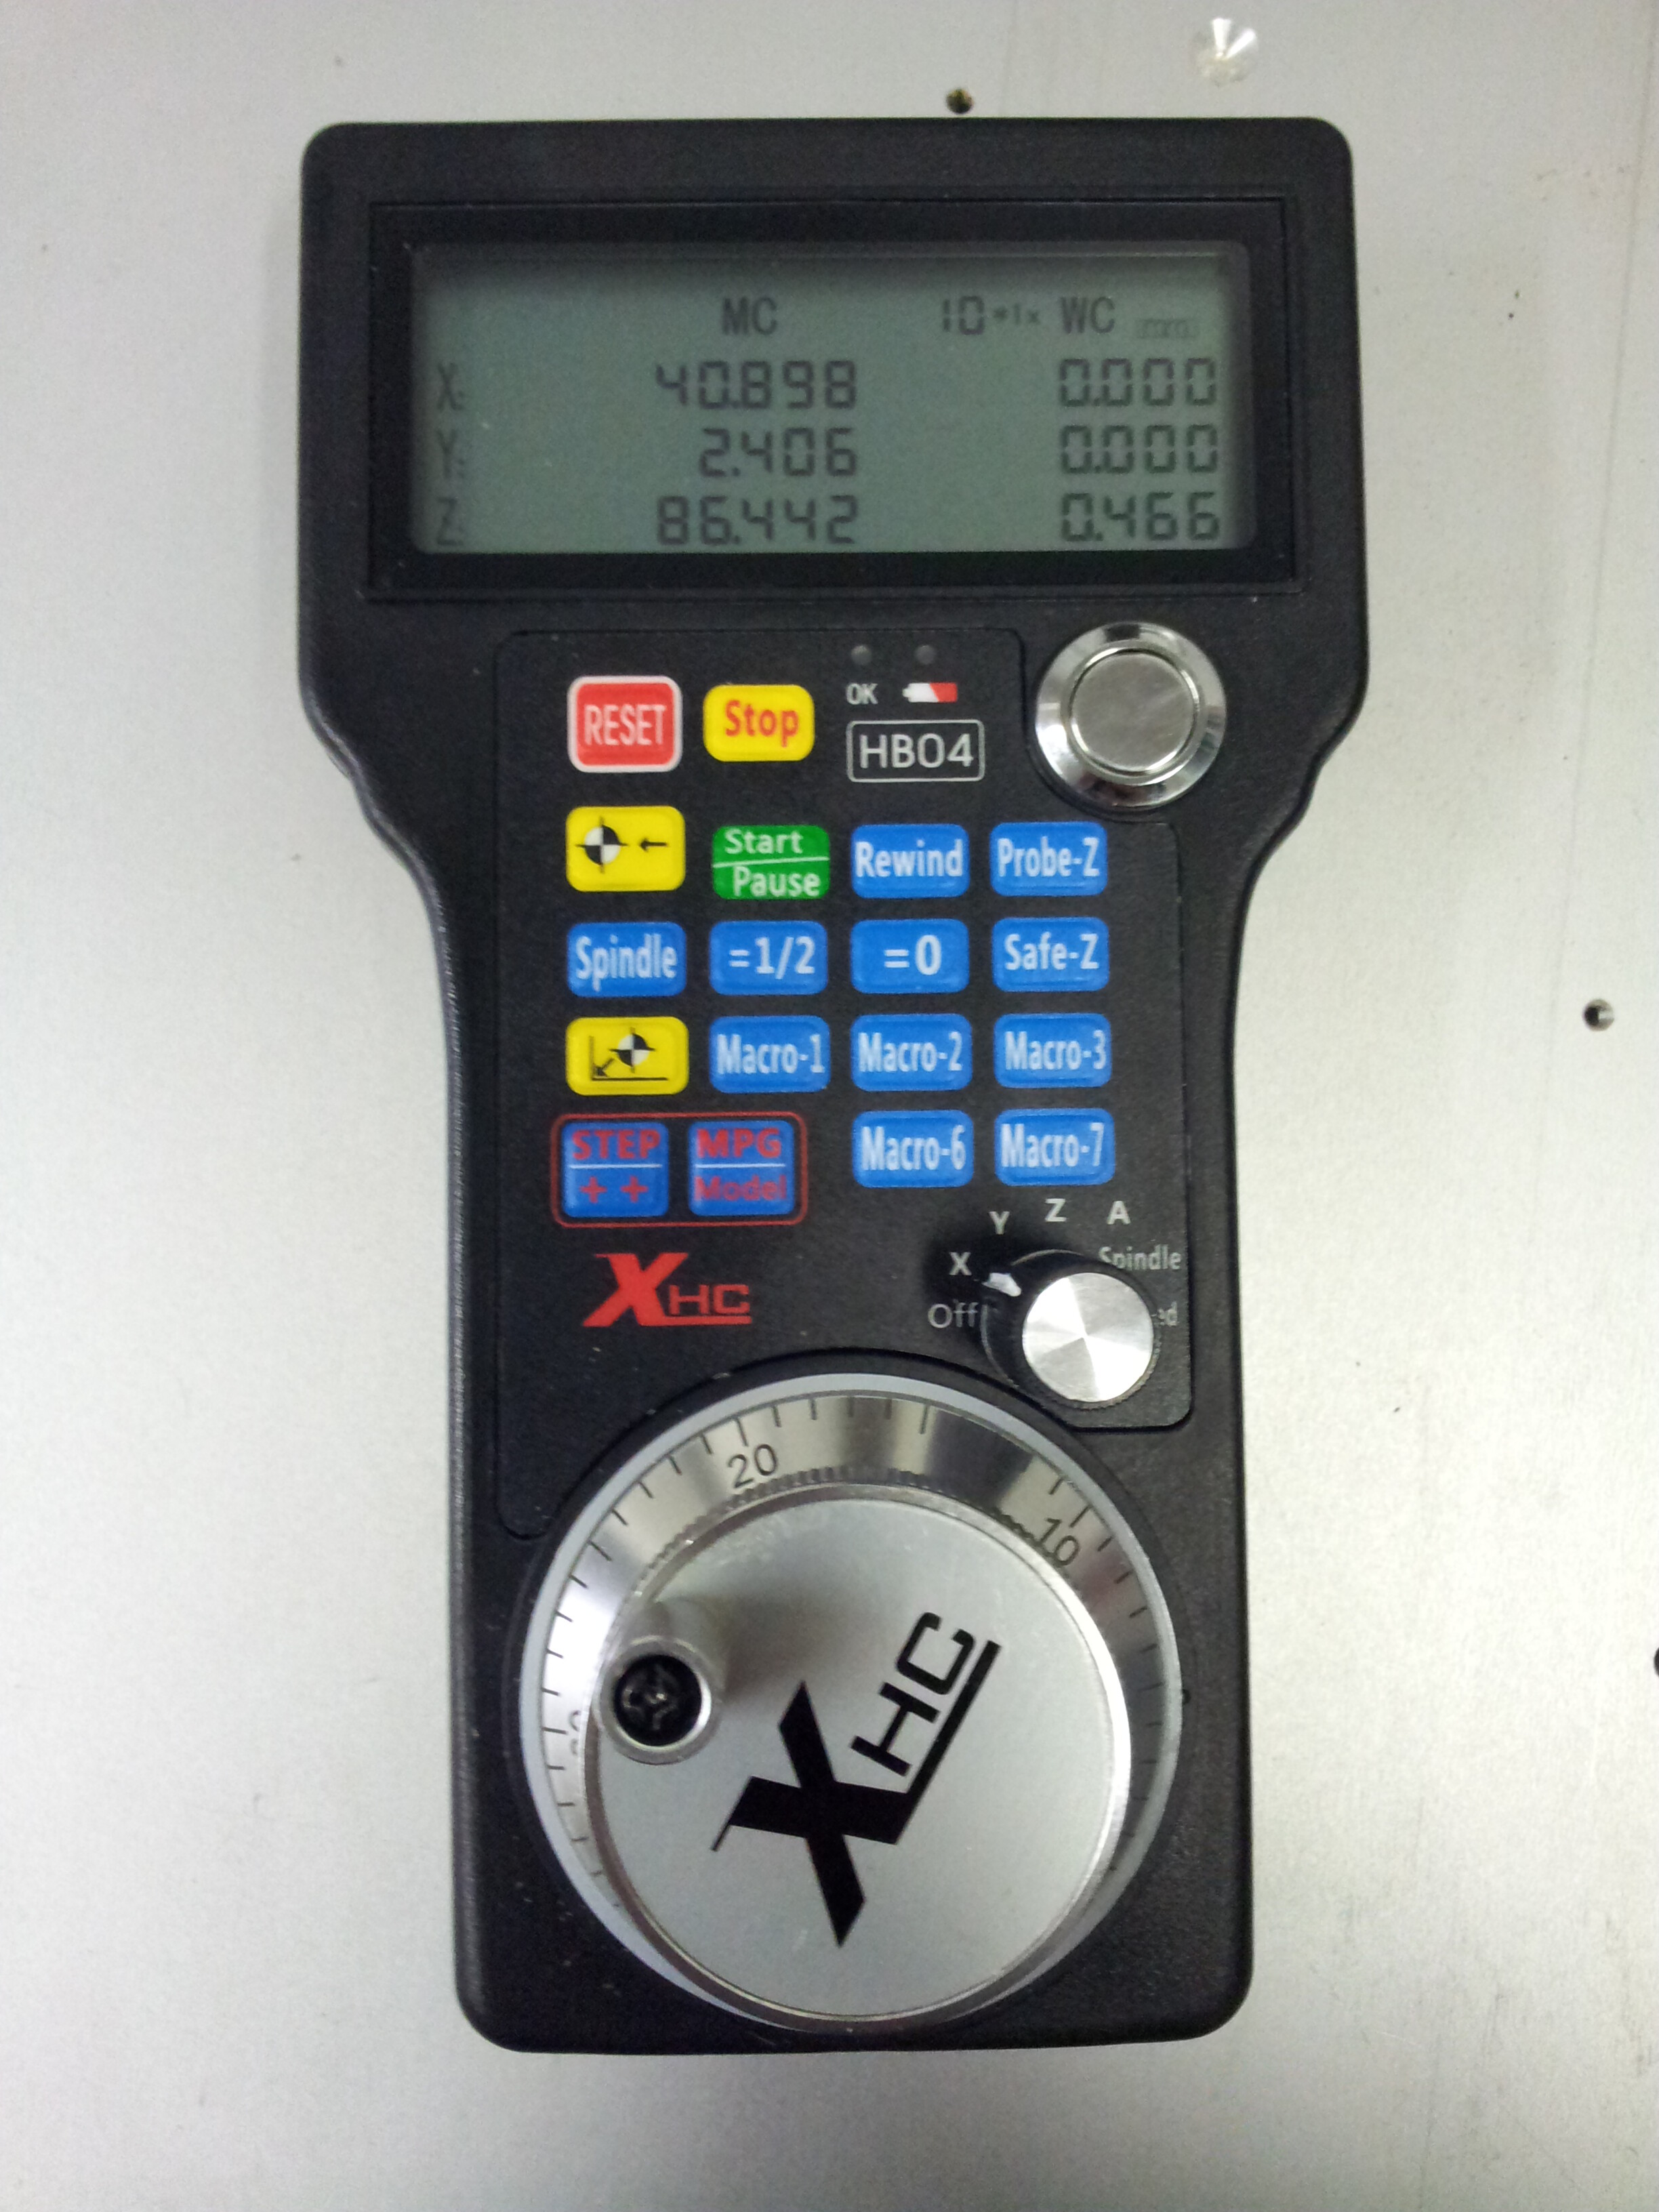 MC 10*1x WC mm
X: 40.898 0.000
Y: 2.406 0.000
Z: 86.442 0.466
RESET Stop OK
HB04
Start
Pause
Rewind Probe-Z
Spindle =1/2 =0 Safe-Z
Macro-1 Macro-2 Macro-3
STEP
++
MPG
Model
Macro-6 Macro-7
XHC
Off X Y Z A Spindle
20
10
XHC